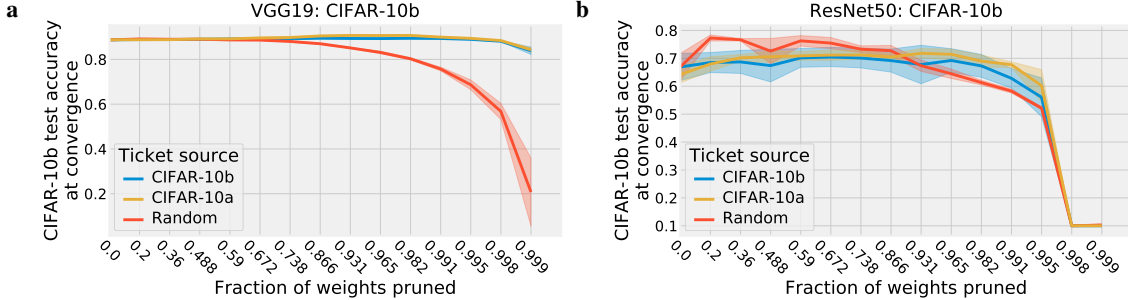 a
VGG19: CIFAR-10b
CIFAR-10b test accuracy
at convergence
0.8
0.6
0.4
0.2
Ticket source
CIFAR-10b
CIFAR-10a
Random
0.0
0.2
0.36
0.488
0.59
0.672
0.738
0.866
0.931
0.965
0.982
0.991
0.995
0.998
0.999
Fraction of weights pruned
b
ResNet50: CIFAR-10b
CIFAR-10b test accuracy
at convergence
0.8
0.7
0.6
0.5
0.4
0.3
0.2
0.1
Ticket source
CIFAR-10b
CIFAR-10a
Random
0.0
0.2
0.36
0.488
0.59
0.672
0.738
0.866
0.931
0.965
0.982
0.991
0.995
0.998
0.999
Fraction of weights pruned